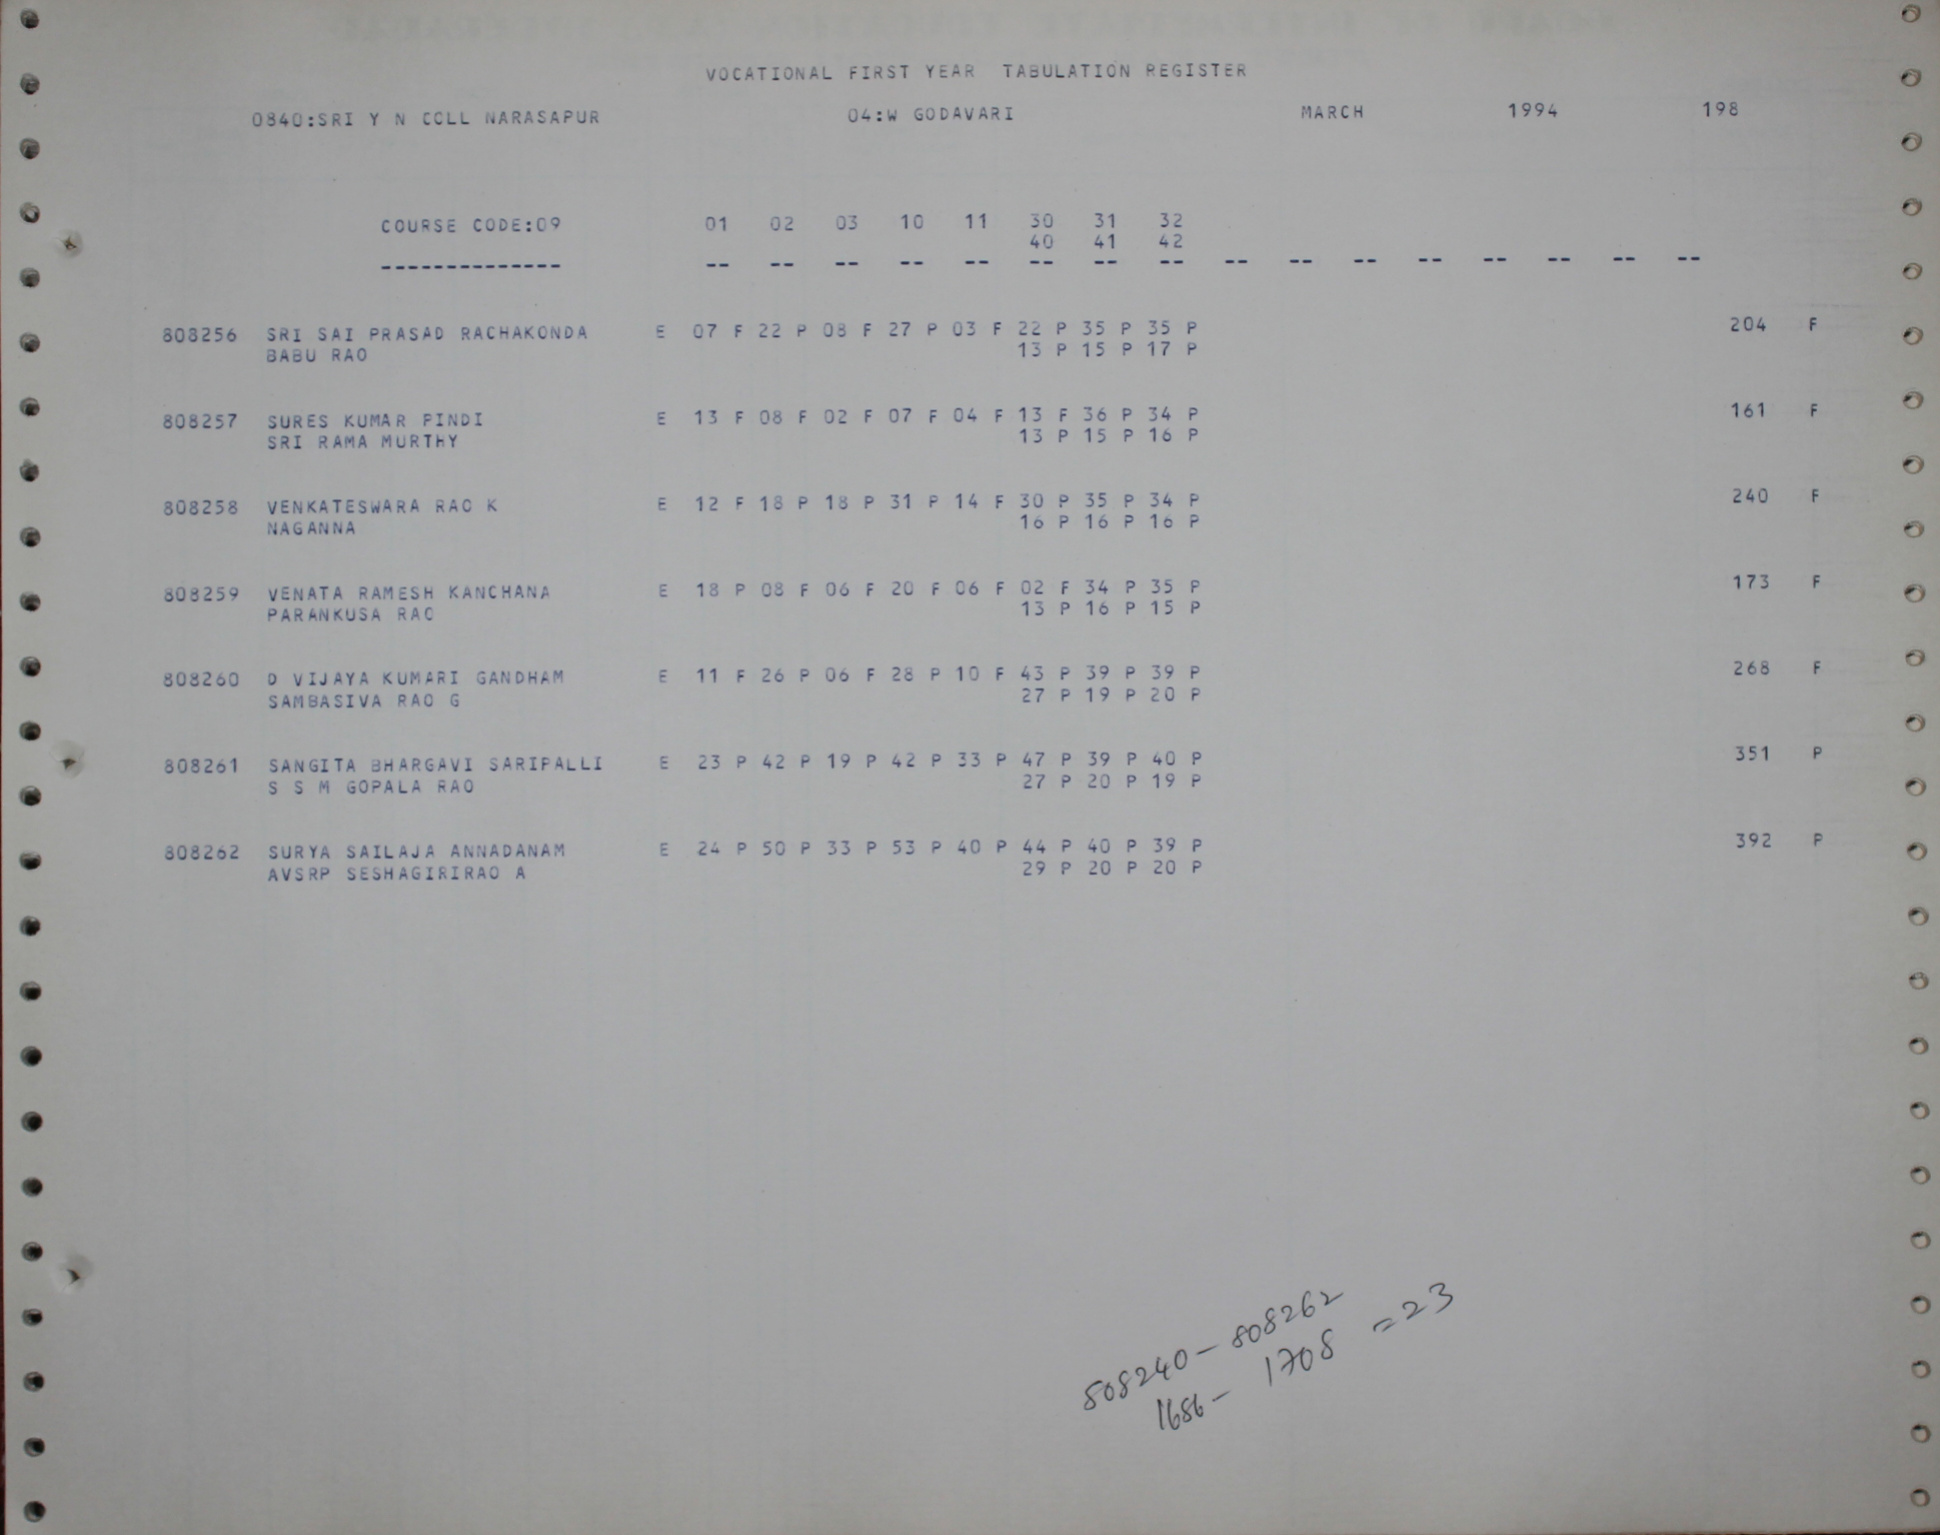 VOCATIONAL FIRST YEAR TABULATION REGISTER
0840:SRI Y N COLL NARASAPUR 04:W GODAVARI MARCH 1994 198
COURSE CODE:09 01 02 03 10 11 30 31 32
40 41 42
-------------- -- -- -- -- -- -- -- -- -- -- -- -- -- -- -- --
808256 SRI SAI PRASAD RACHAKONDA E 07 F 22 P 08 F 27 P 03 F 22 P 35 P 35 P 204 F
BABU RAO 13 P 15 P 17 P
808257 SURES KUMAR PINDI E 13 F 08 F 02 F 07 F 04 F 13 F 36 P 34 P 161 F
SRI RAMA MURTHY 13 P 15 P 16 P
808258 VENKATESWARA RAO K E 12 F 18 P 18 P 31 P 14 F 30 P 35 P 34 P 240 F
NAGANNA 16 P 16 P 16 P
808259 VENATA RAMESH KANCHANA E 18 P 08 F 06 F 20 F 06 F 02 F 34 P 35 P 173 F
PARANKUSA RAO 13 P 16 P 15 P
808260 D VIJAYA KUMARI GANDHAM E 11 F 26 P 06 F 28 P 10 F 43 P 39 P 39 P 268 F
SAMBASIVA RAO G 27 P 19 P 20 P
808261 SANGITA BHARGAVI SARIPALLI E 23 P 42 P 19 P 42 P 33 P 47 P 39 P 40 P 351 P
S S M GOPALA RAO 27 P 20 P 19 P
808262 SURYA SAILAJA ANNADANAM E 24 P 50 P 33 P 53 P 40 P 44 P 40 P 39 P 392 P
AVSRP SESHAGIRIRAO A 29 P 20 P 20 P
808240 - 808262
1686 - 1708 = 23